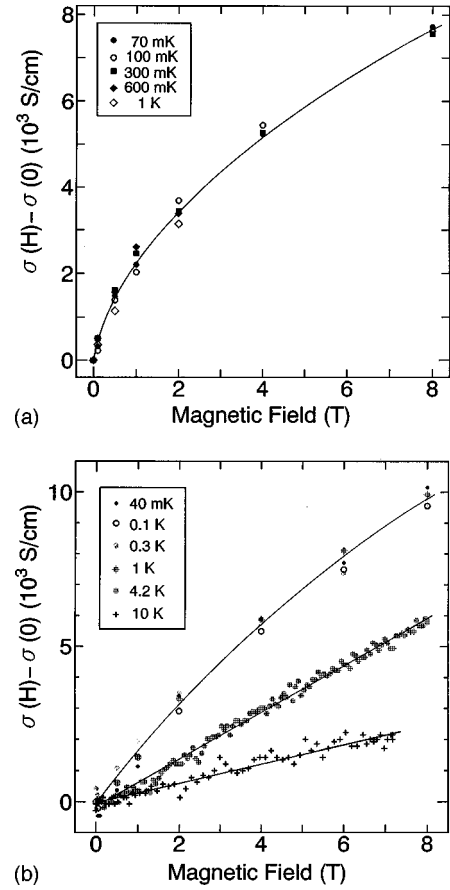 8
6
4
2
0
70 mK
100 mK
300 mK
600 mK
1 K
σ (H) − σ (0) (10³ S/cm)
0 2 4 6 8
(a) Magnetic Field (T)
10
5
0
40 mK
0.1 K
0.3 K
1 K
4.2 K
10 K
σ (H) − σ (0) (10³ S/cm)
0 2 4 6 8
(b) Magnetic Field (T)